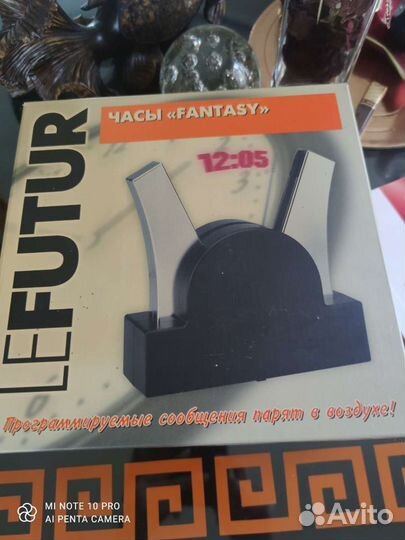 ЧАСЫ «FANTASY»
LEFUTUR
12:05
Программируемые сообщения парят в воздухе!
MI NOTE 10 PRO
AI PENTA CAMERA
Avito